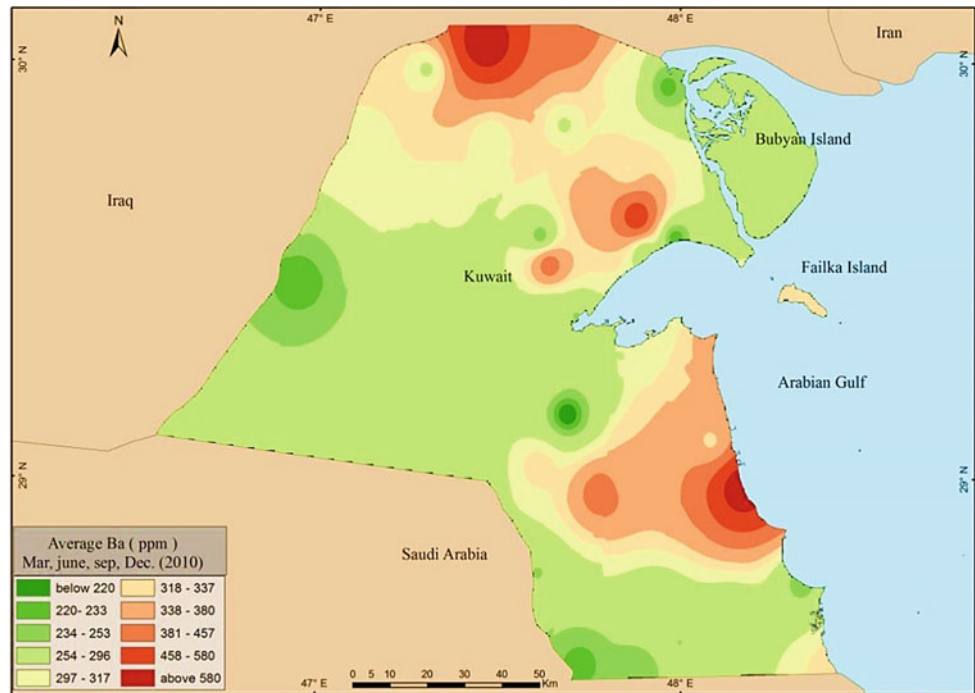 47° E
48° E
N
Iran
30° N
30° N
Bubyan Island
Iraq
Failka Island
Kuwait
Arabian Gulf
29° N
29° N
Saudi Arabia
Average Ba ( ppm )
Mar, june, sep, Dec. (2010)
below 220
318 - 337
220- 233
338 - 380
234 - 253
381 - 457
254 - 296
458 - 580
297 - 317
above 580
0 5 10 20 30 40 50
Km
47° E
48° E